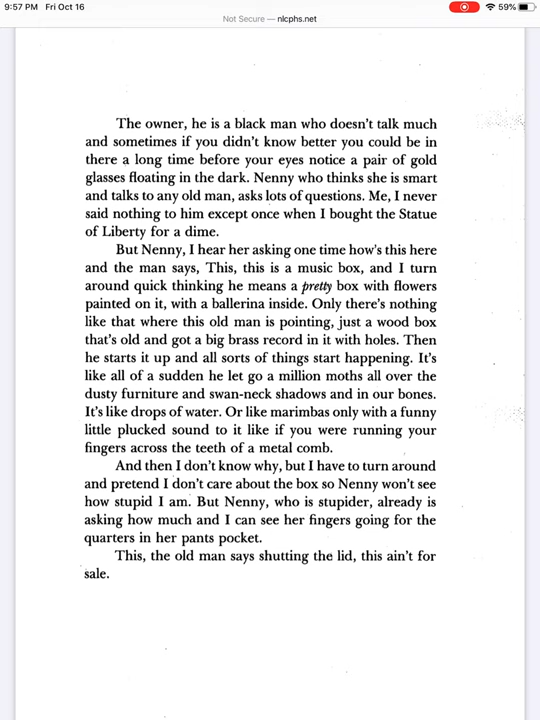 9:57 PM Fri Oct 16
59%
Not Secure — nlcphs.net
The owner, he is a black man who doesn't talk much
and sometimes if you didn't know better you could be in
there a long time before your eyes notice a pair of gold
glasses floating in the dark. Nenny who thinks she is smart
and talks to any old man, asks lots of questions. Me, I never
said nothing to him except once when I bought the Statue
of Liberty for a dime.
But Nenny, I hear her asking one time how's this here
and the man says, This, this is a music box, and I turn
around quick thinking he means a pretty box with flowers
painted on it, with a ballerina inside. Only there's nothing
like that where this old man is pointing, just a wood box
that's old and got a big brass record in it with holes. Then
he starts it up and all sorts of things start happening. It's
like all of a sudden he let go a million moths all over the
dusty furniture and swan-neck shadows and in our bones.
It's like drops of water. Or like marimbas only with a funny
little plucked sound to it like if you were running your
fingers across the teeth of a metal comb.
And then I don't know why, but I have to turn around
and pretend I don't care about the box so Nenny won't see
how stupid I am. But Nenny, who is stupider, already is
asking how much and I can see her fingers going for the
quarters in her pants pocket.
This, the old man says shutting the lid, this ain't for
sale.